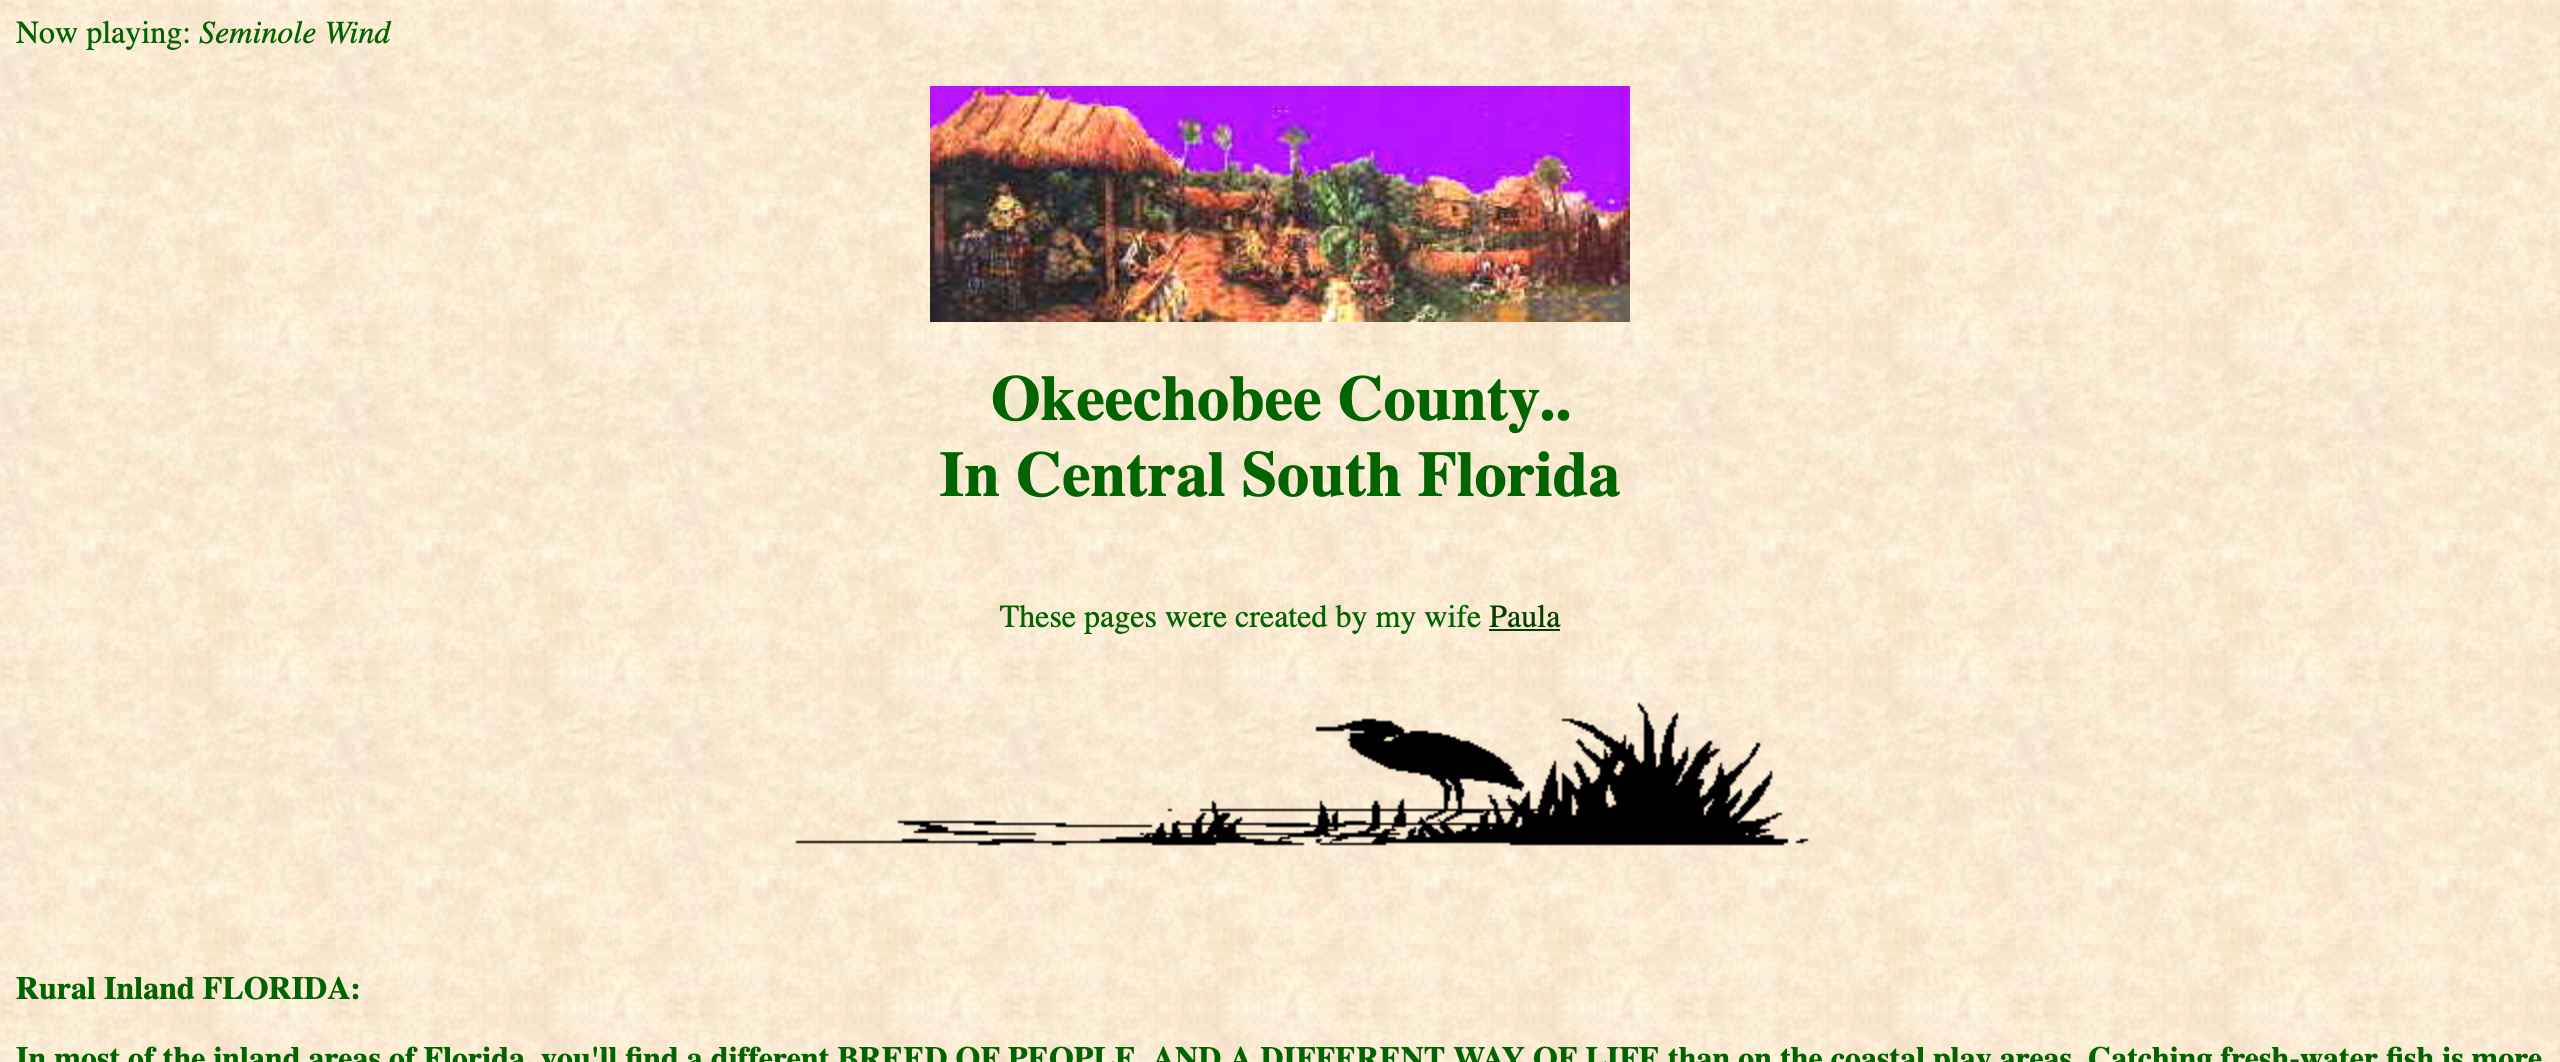 Now playing: Seminole Wind
Okeechobee County..
In Central South Florida
These pages were created by my wife Paula
Rural Inland FLORIDA:
In most of the inland areas of Florida, you'll find a different BREED OF PEOPLE, AND A DIFFERENT WAY OF LIFE than on the coastal play areas. Catching fresh-water fish is more